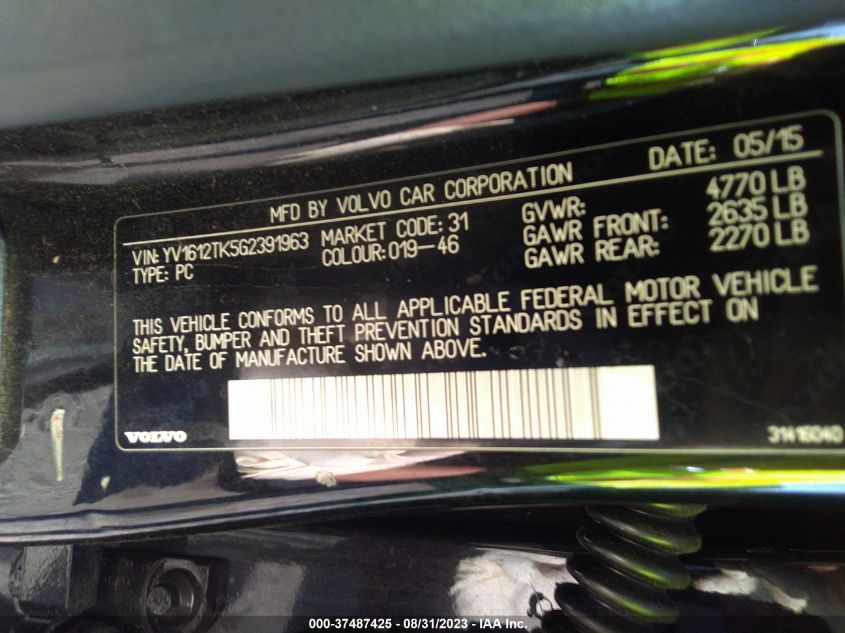 MFD BY VOLVO CAR CORPORATION DATE: 05/15
VIN: YV1612TK5G2391963 MARKET CODE: 31 GVWR: 4770 LB
TYPE: PC COLOUR: 019-46 GAWR FRONT: 2635 LB
GAWR REAR: 2270 LB
THIS VEHICLE CONFORMS TO ALL APPLICABLE FEDERAL MOTOR VEHICLE
SAFETY, BUMPER AND THEFT PREVENTION STANDARDS IN EFFECT ON
THE DATE OF MANUFACTURE SHOWN ABOVE.
VOLVO 31416040
000-37487425 - 08/31/2023 - IAA Inc.